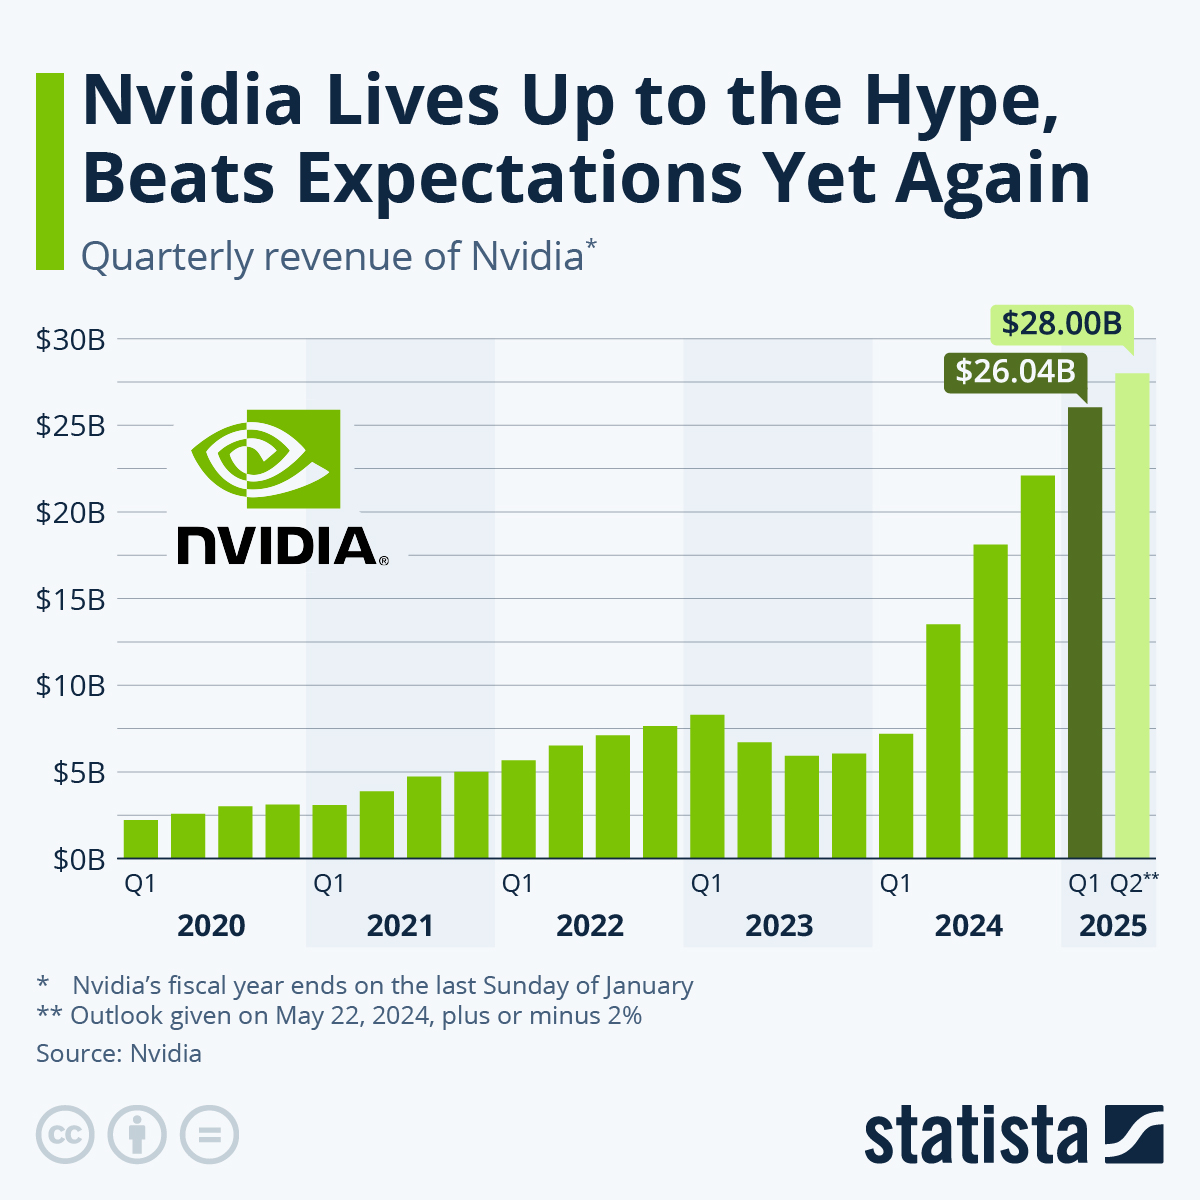 Nvidia Lives Up to the Hype,
Beats Expectations Yet Again
Quarterly revenue of Nvidia*
$28.00B
$30B
$26.04B
$25B
$20B
NVIDIA®
$15B
$10B
$5B
$0B
Q1 Q1 Q1 Q1 Q1 Q1 Q2**
2020 2021 2022 2023 2024 2025
* Nvidia’s fiscal year ends on the last Sunday of January
** Outlook given on May 22, 2024, plus or minus 2%
Source: Nvidia
cc
statista